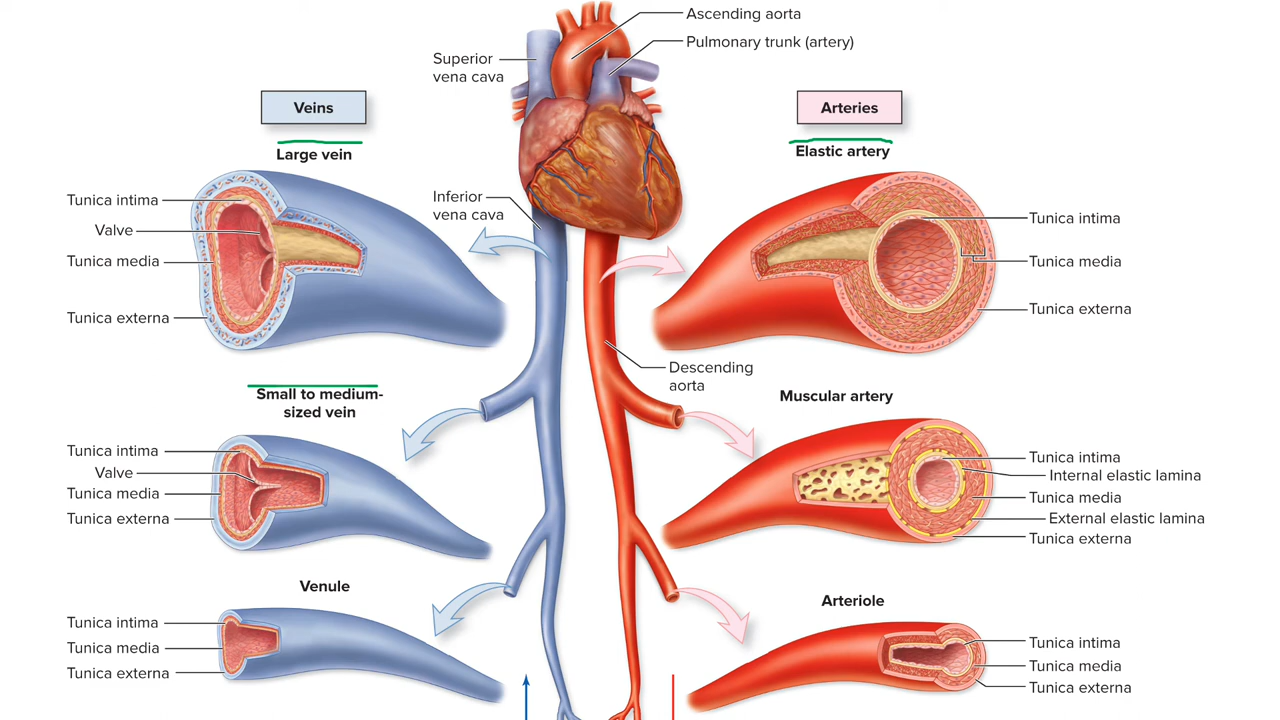 Ascending aorta
Pulmonary trunk (artery)
Superior
vena cava
Veins
Arteries
Large vein
Elastic artery
Tunica intima
Valve
Tunica media
Tunica externa
Inferior
vena cava
Tunica intima
Tunica media
Tunica externa
Descending
aorta
Small to medium-
sized vein
Muscular artery
Tunica intima
Valve
Tunica media
Tunica externa
Tunica intima
Internal elastic lamina
Tunica media
External elastic lamina
Tunica externa
Venule
Arteriole
Tunica intima
Tunica media
Tunica externa
Tunica intima
Tunica media
Tunica externa